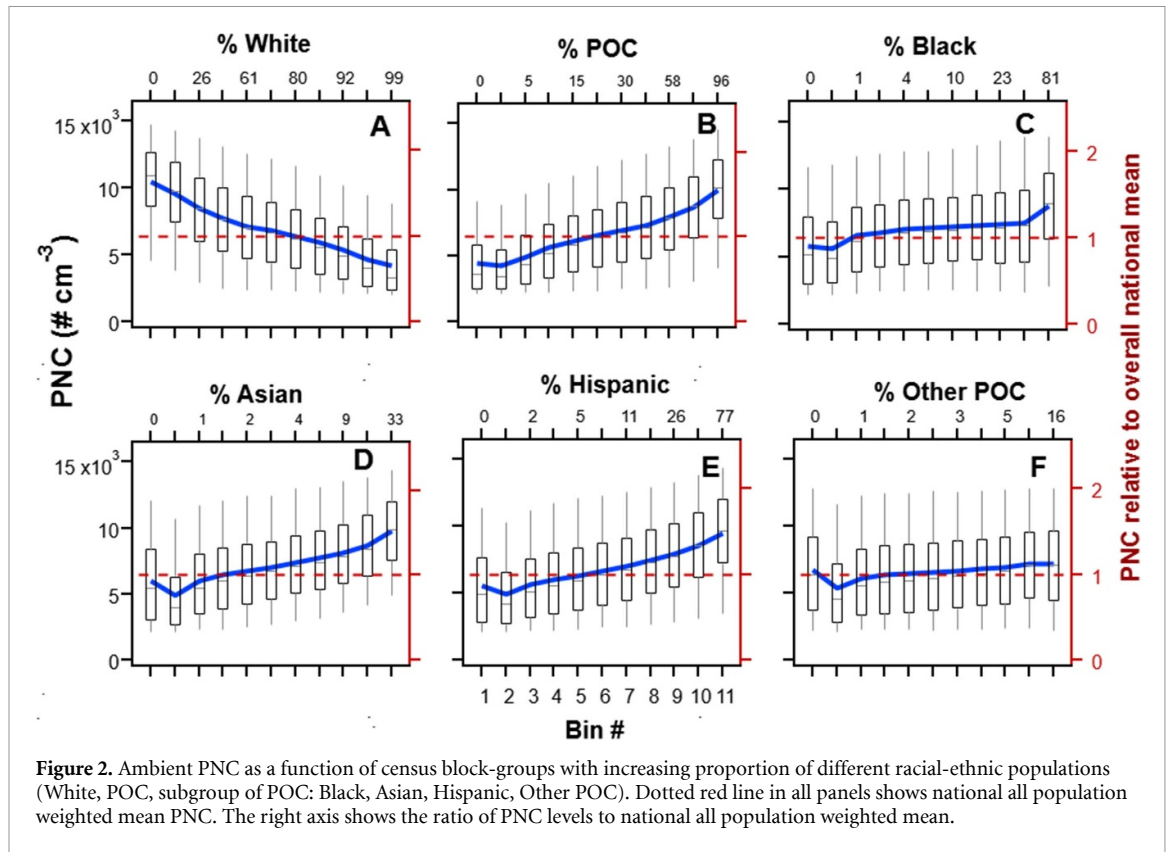 % White
0 26 61 80 92 99
% POC
0 5 15 30 58 96
% Black
0 1 4 10 23 81
A
B
C
15 x10³
10
5
0
2
1
0
PNC (# cm⁻³)
PNC relative to overall national mean
% Asian
0 1 2 4 9 33
% Hispanic
0 2 5 11 26 77
% Other POC
0 1 2 3 5 16
D
E
F
15 x10³
10
5
0
2
1
0
1 2 3 4 5 6 7 8 9 10 11
Bin #
Figure 2. Ambient PNC as a function of census block-groups with increasing proportion of different racial-ethnic populations
(White, POC, subgroup of POC: Black, Asian, Hispanic, Other POC). Dotted red line in all panels shows national all population
weighted mean PNC. The right axis shows the ratio of PNC levels to national all population weighted mean.